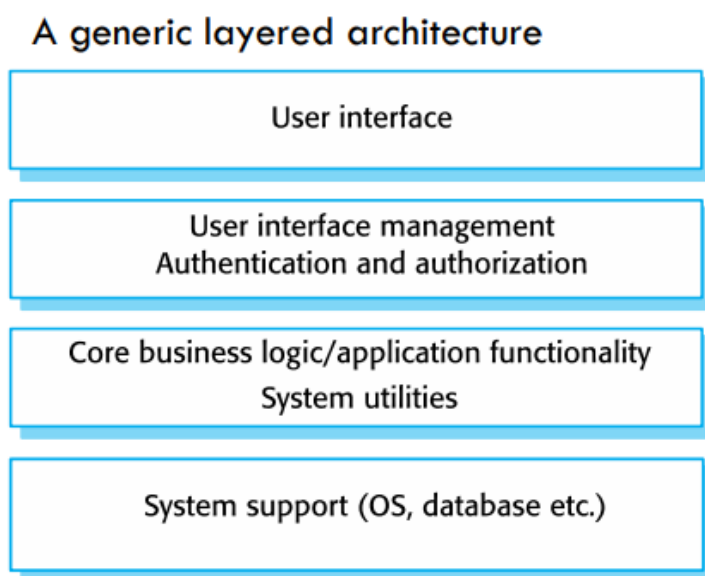 A generic layered architecture
User interface
User interface management
Authentication and authorization
Core business logic/application functionality
System utilities
System support (OS, database etc.)